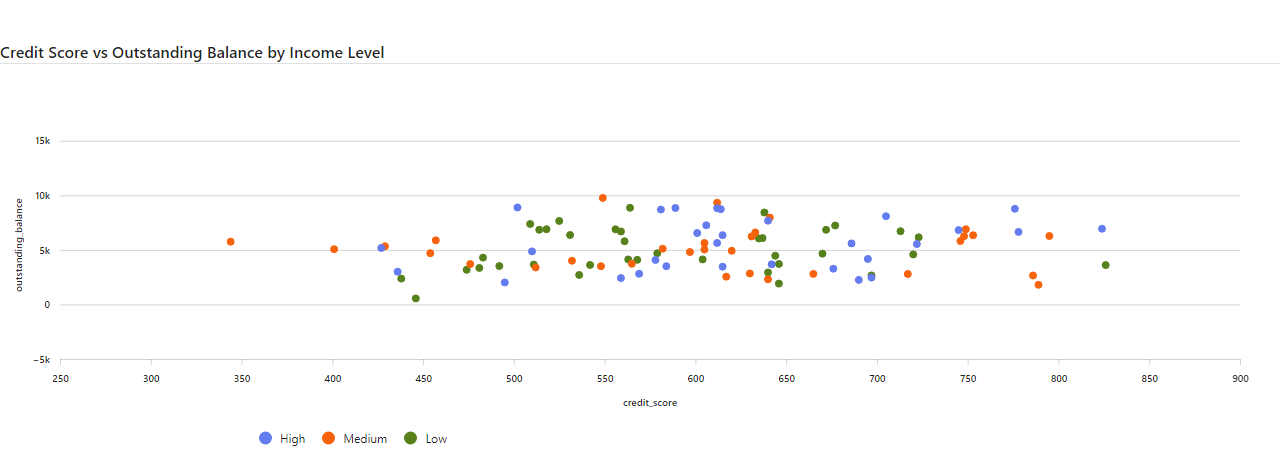 Credit Score vs Outstanding Balance by Income Level
15k
10k
5k
0
−5k
outstanding_balance
250 300 350 400 450 500 550 600 650 700 750 800 850 900
credit_score
High Medium Low